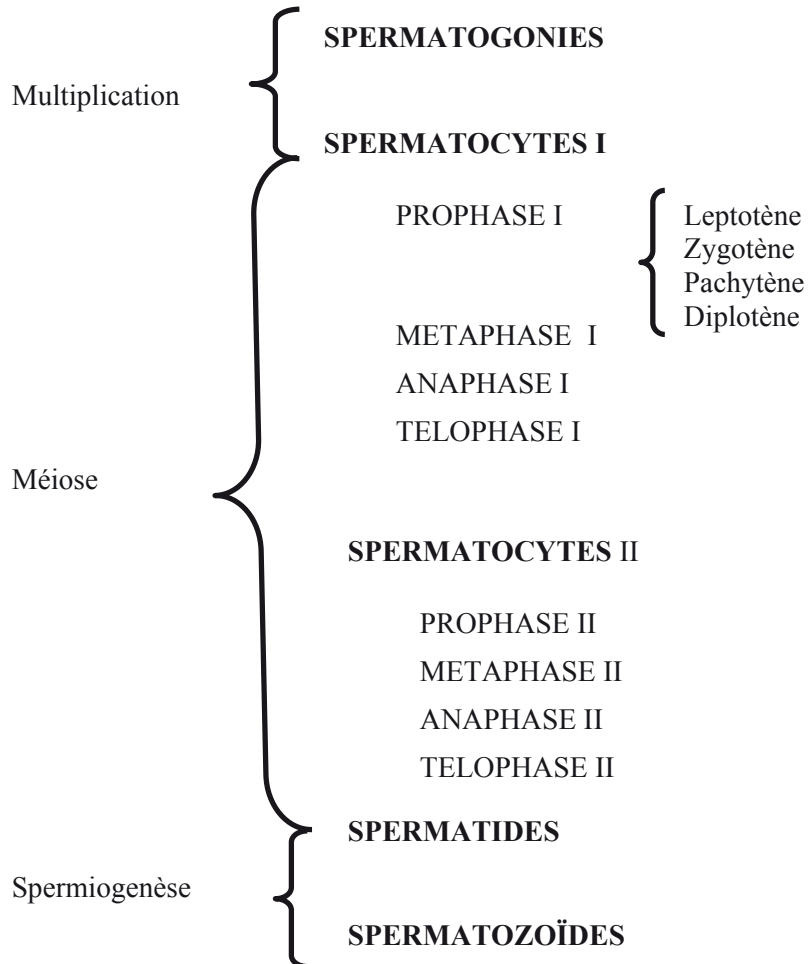 SPERMATOGONIES
Multiplication
SPERMATOCYTES I
PROPHASE I
Leptotène
Zygotène
Pachytène
Diplotène
METAPHASE I
ANAPHASE I
TELOPHASE I
Méiose
SPERMATOCYTES II
PROPHASE II
METAPHASE II
ANAPHASE II
TELOPHASE II
SPERMATIDES
Spermiogenèse
SPERMATOZOÏDES